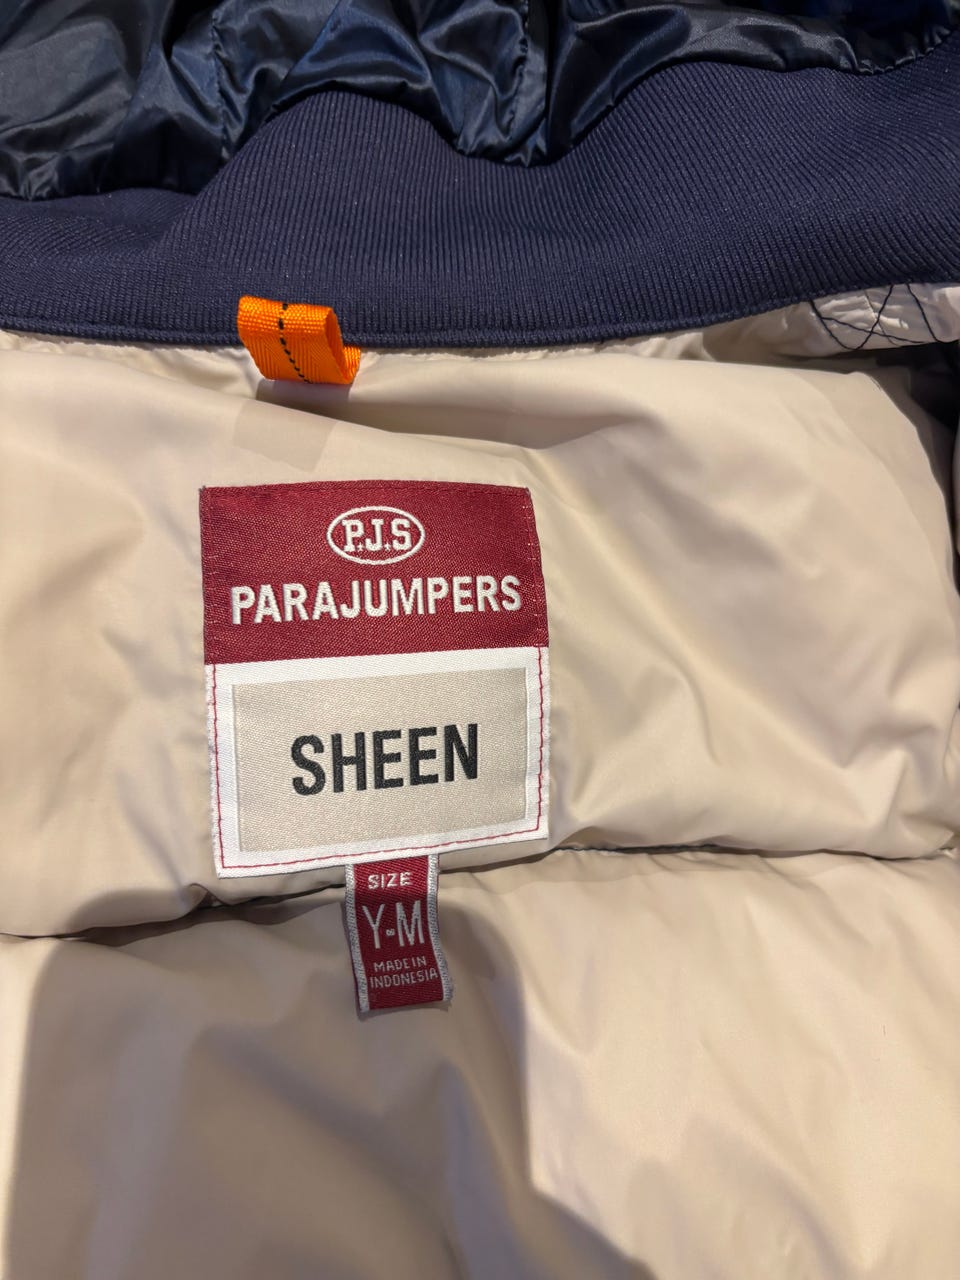 P.J.S
PARAJUMPERS
SHEEN
SIZE
Y-M
MADE IN
INDONESIA